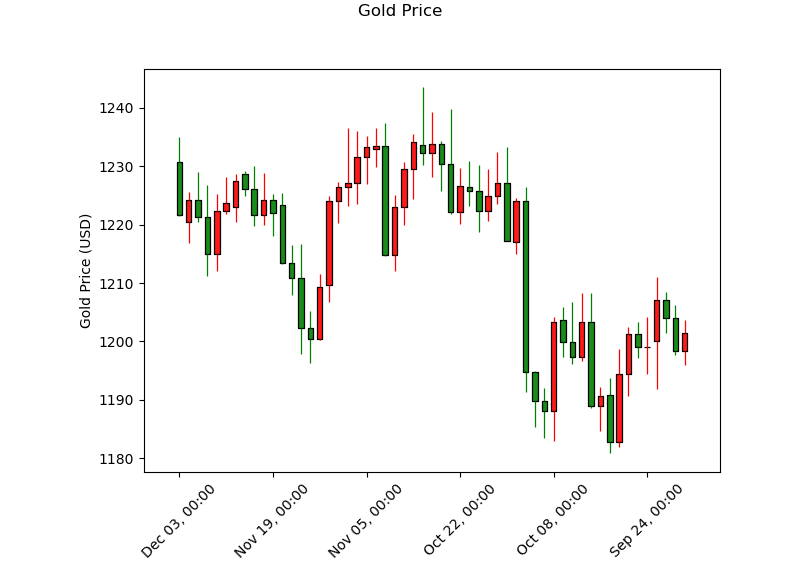 Gold Price
Gold Price (USD)
1240
1230
1220
1210
1200
1190
1180
Dec 03, 00:00
Nov 19, 00:00
Nov 05, 00:00
Oct 22, 00:00
Oct 08, 00:00
Sep 24, 00:00